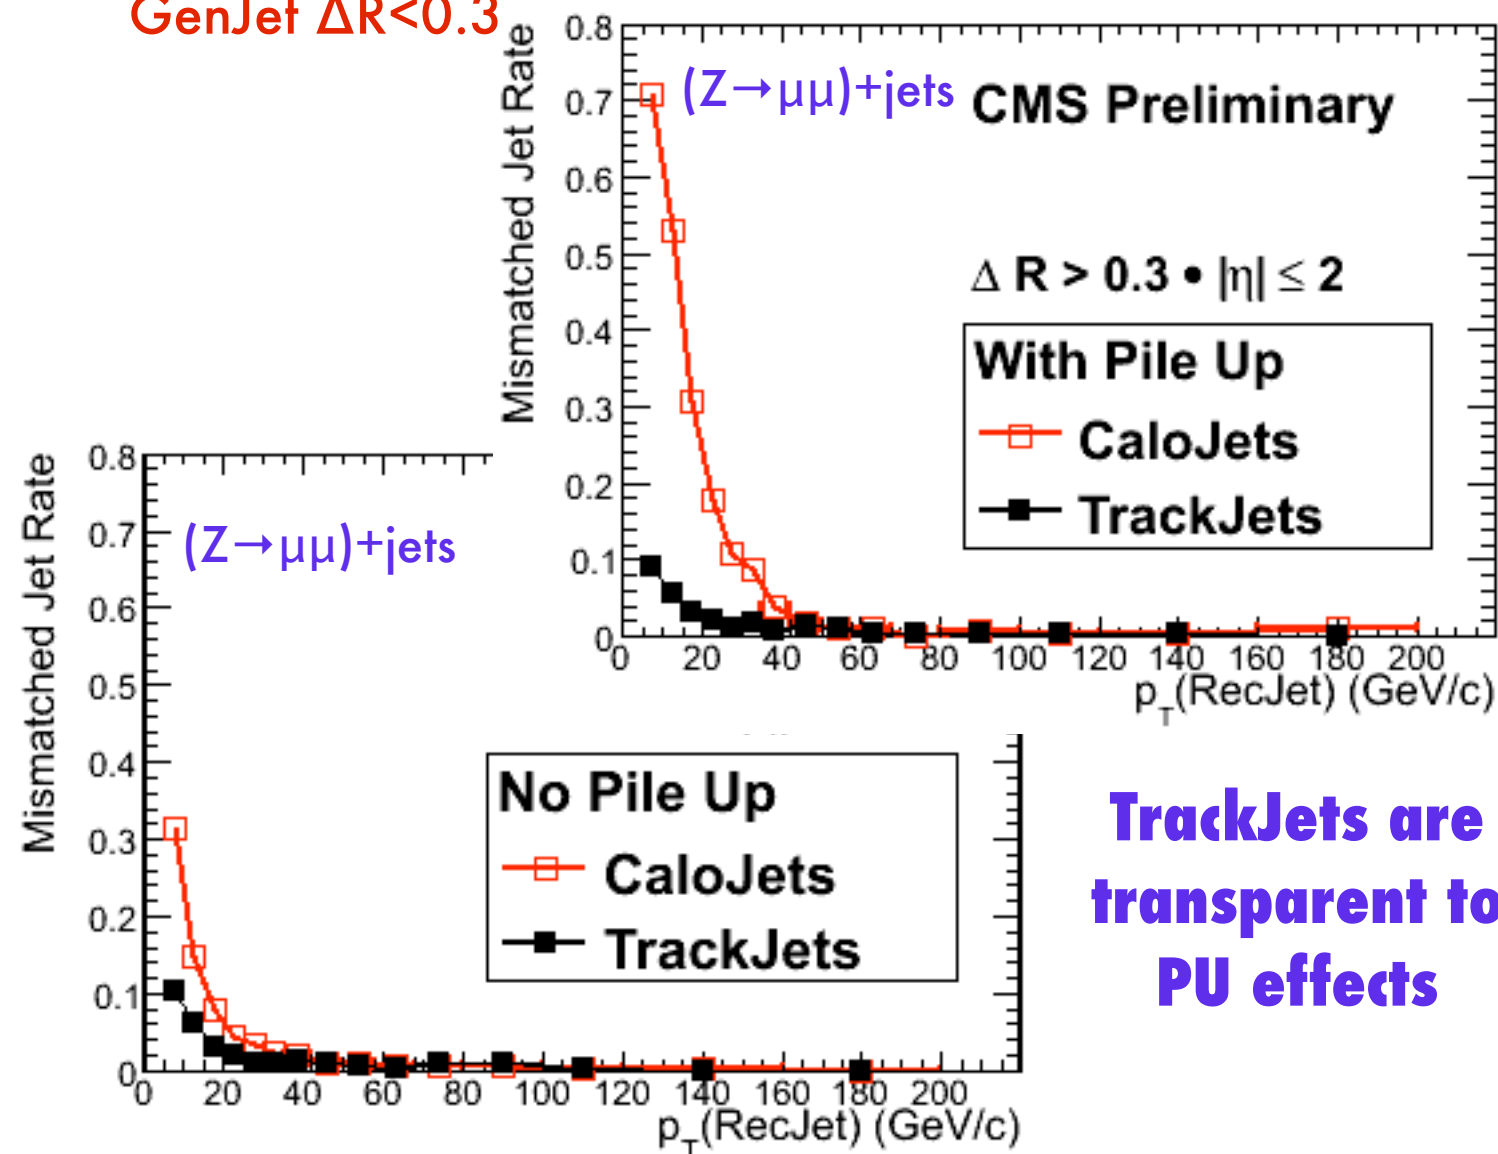 GenJet ΔR<0.3
Mismatched Jet Rate
0.8
0.7
0.6
0.5
0.4
0.3
0.2
0.1
0
(Z→μμ)+jets
CMS Preliminary
Δ R > 0.3 • |η| ≤ 2
With Pile Up
CaloJets
TrackJets
0 20 40 60 80 100 120 140 160 180 200
p_T(RecJet) (GeV/c)
Mismatched Jet Rate
0.8
0.7
0.6
0.5
0.4
0.3
0.2
0.1
0
(Z→μμ)+jets
No Pile Up
CaloJets
TrackJets
0 20 40 60 80 100 120 140 160 180 200
p_T(RecJet) (GeV/c)
TrackJets are
transparent to
PU effects